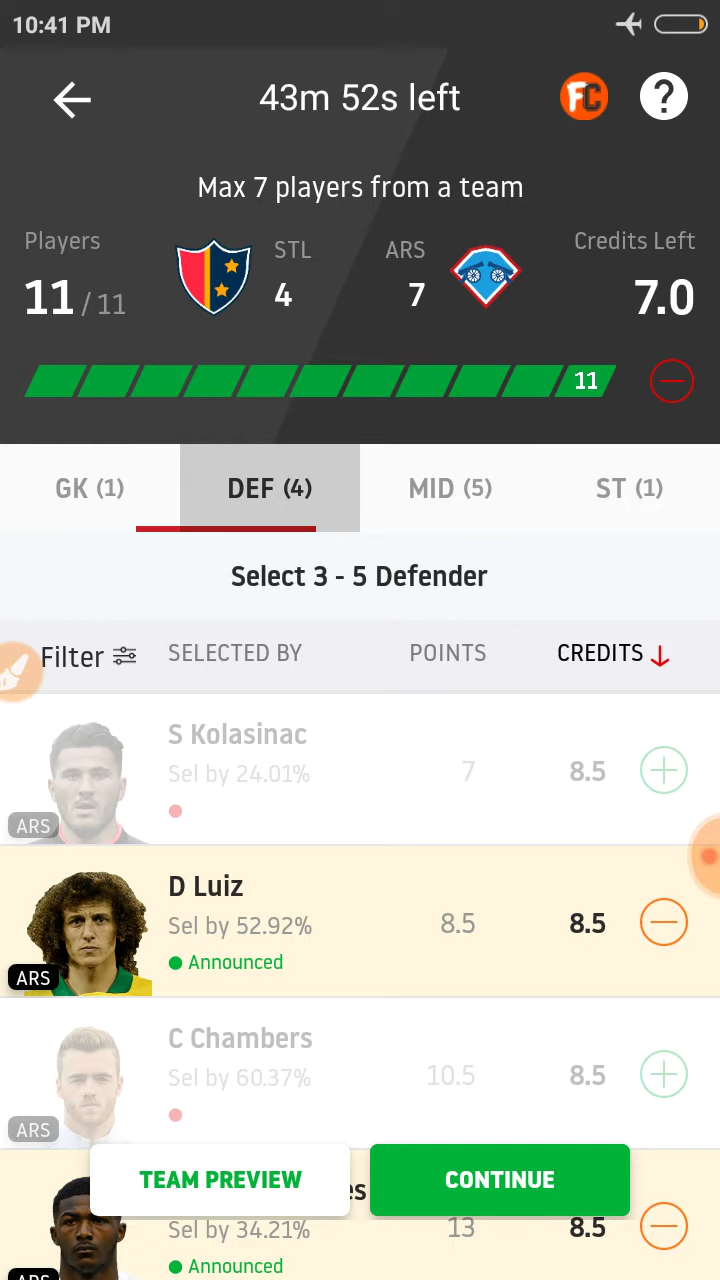 10:41 PM
43m 52s left
FC
?
Max 7 players from a team
Players
STL
ARS
Credits Left
11 / 11
4
7
7.0
11
GK (1)
DEF (4)
MID (5)
ST (1)
Select 3 - 5 Defender
Filter
SELECTED BY
POINTS
CREDITS
S Kolasinac
Sel by 24.01%
7
8.5
ARS
D Luiz
Sel by 52.92%
8.5
8.5
Announced
ARS
C Chambers
Sel by 60.37%
10.5
8.5
ARS
TEAM PREVIEW
CONTINUE
es
Sel by 34.21%
13
8.5
Announced
ARS